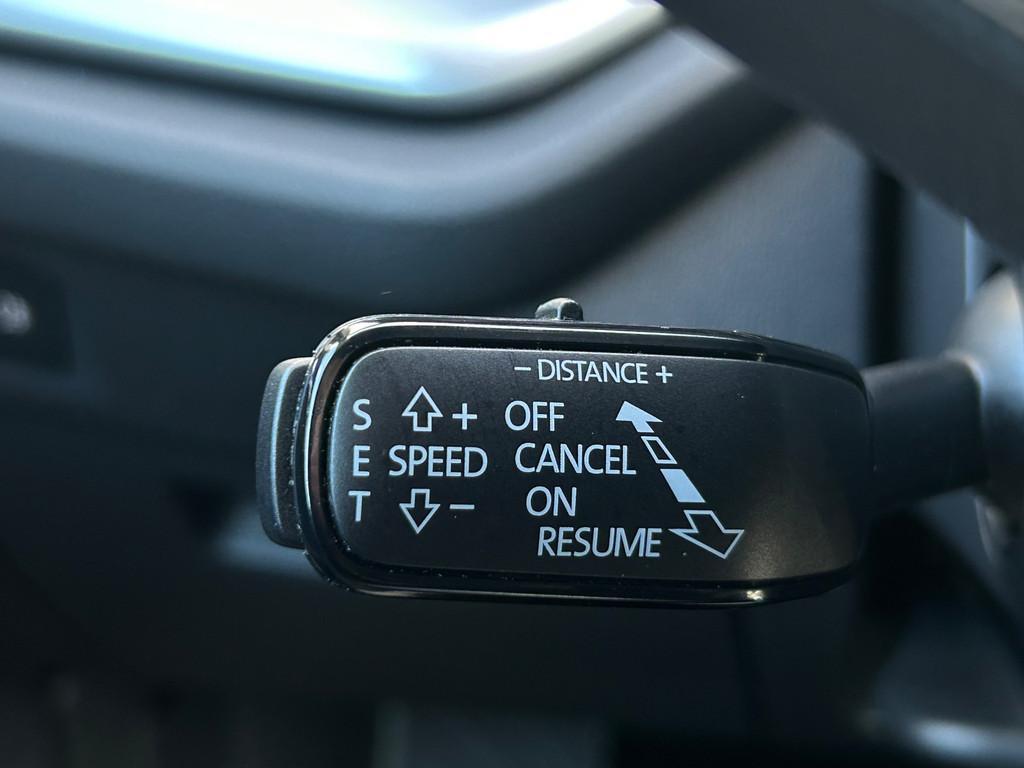 − DISTANCE +
S + OFF
E SPEED CANCEL
T − ON
RESUME